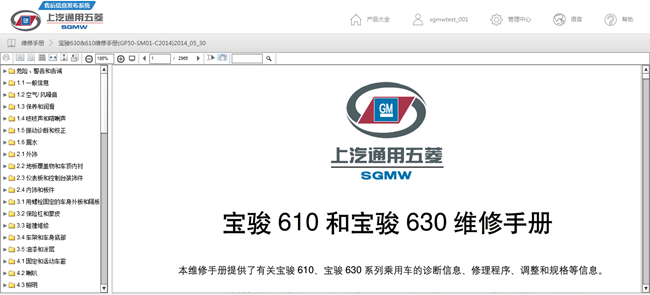 售后信息发布系统
GM
上汽通用五菱
SGMW
产品大全
sgmwtest_001
管理中心
语言
帮助
维修手册 > 宝骏630&610维修手册(GP50-SM01-C2014)2014_05_30
100%
1 / 2966
危险、警告和告诫
1.1 一般信息
1.2 空气/风噪音
1.3 保养和润滑
1.4 吱吱声和嘎嘎声
1.5 振动诊断和校正
1.6 漏水
2.1 外饰
2.2 地板覆盖物和车顶内衬
2.3 仪表板和控制台装饰件
2.4 内饰和板件
3.1 用螺栓固定的车身外板和隔板
3.2 保险杠和蒙皮
3.3 碰撞维修
3.4 车架和车身底部
3.5 油漆和涂层
4.1 固定和活动车窗
4.2 喇叭
4.3 照明
GM
上汽通用五菱
SGMW
宝骏 610 和宝骏 630 维修手册
本维修手册提供了有关宝骏 610、宝骏 630 系列乘用车的诊断信息、修理程序、调整和规格等信息。